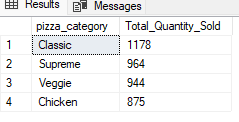 Results Messages
pizza_category Total_Quantity_Sold
1 Classic 1178
2 Supreme 964
3 Veggie 944
4 Chicken 875